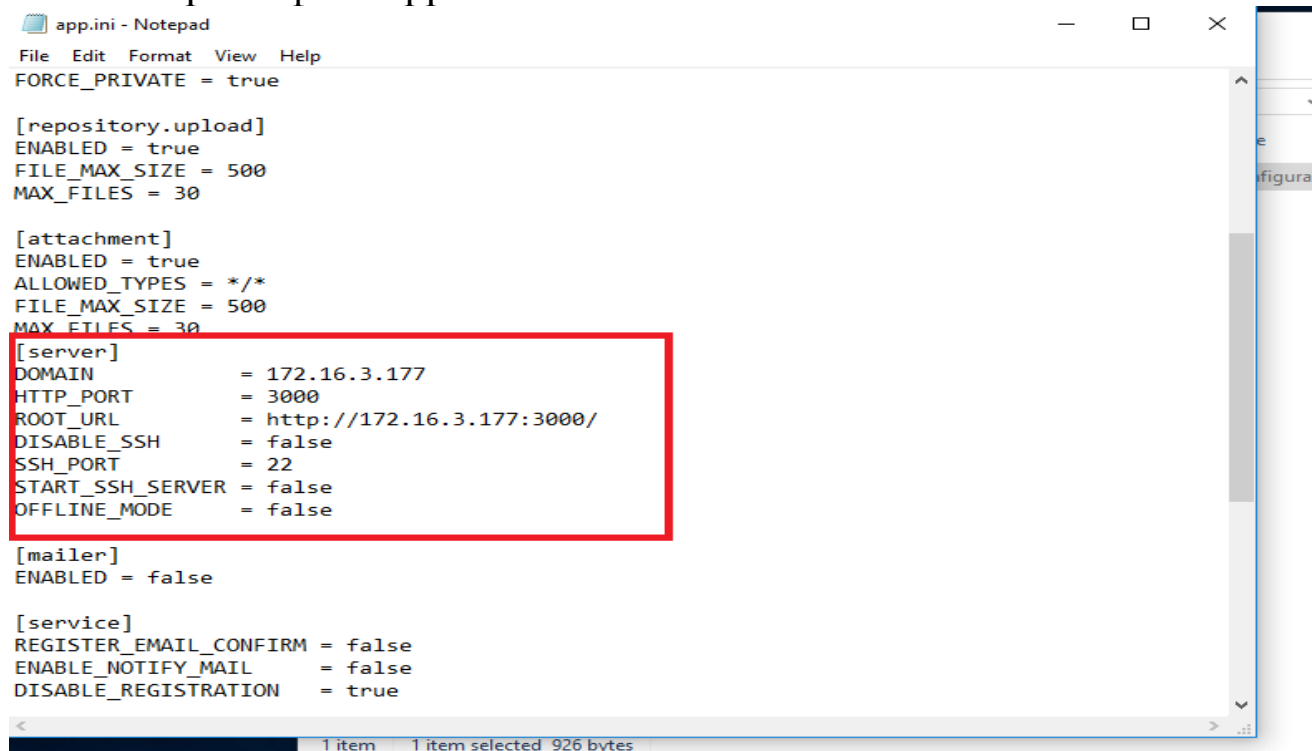 app.ini - Notepad
File Edit Format View Help
FORCE_PRIVATE = true
[repository.upload]
ENABLED = true
FILE_MAX_SIZE = 500
MAX_FILES = 30
[attachment]
ENABLED = true
ALLOWED_TYPES = */*
FILE_MAX_SIZE = 500
MAX_FILES = 30
[server]
DOMAIN = 172.16.3.177
HTTP_PORT = 3000
ROOT_URL = http://172.16.3.177:3000/
DISABLE_SSH = false
SSH_PORT = 22
START_SSH_SERVER = false
OFFLINE_MODE = false
[mailer]
ENABLED = false
[service]
REGISTER_EMAIL_CONFIRM = false
ENABLE_NOTIFY_MAIL = false
DISABLE_REGISTRATION = true
1 item 1 item selected 926 bytes